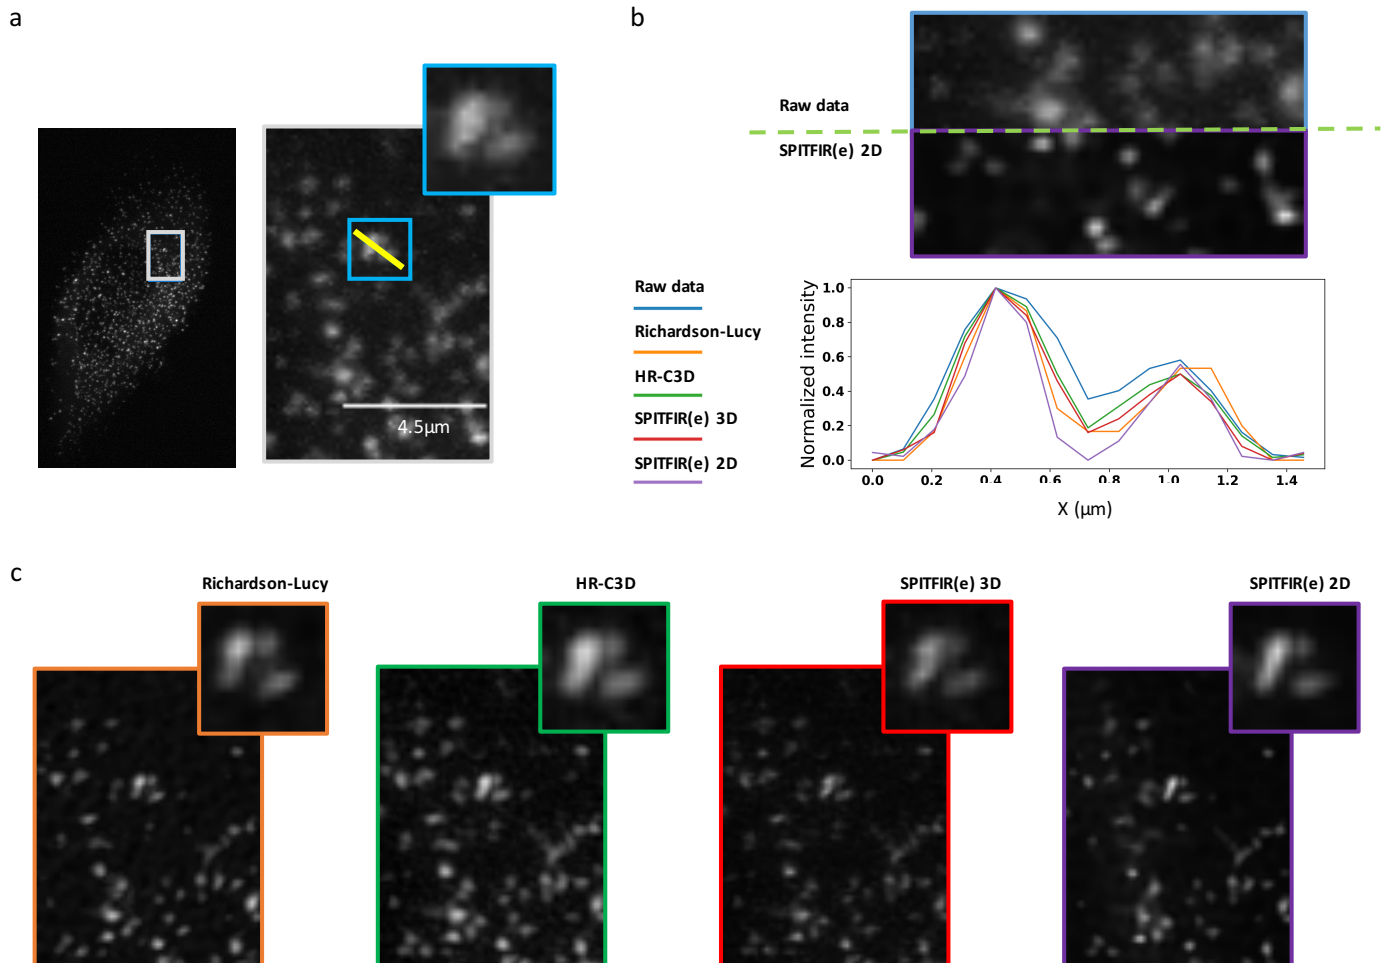 a
4.5µm
b
Raw data
SPITFIR(e) 2D
Raw data
Richardson-Lucy
HR-C3D
SPITFIR(e) 3D
SPITFIR(e) 2D
Normalized intensity
1.0
0.8
0.6
0.4
0.2
0.0
0.0 0.2 0.4 0.6 0.8 1.0 1.2 1.4
X (µm)
c
Richardson-Lucy
HR-C3D
SPITFIR(e) 3D
SPITFIR(e) 2D